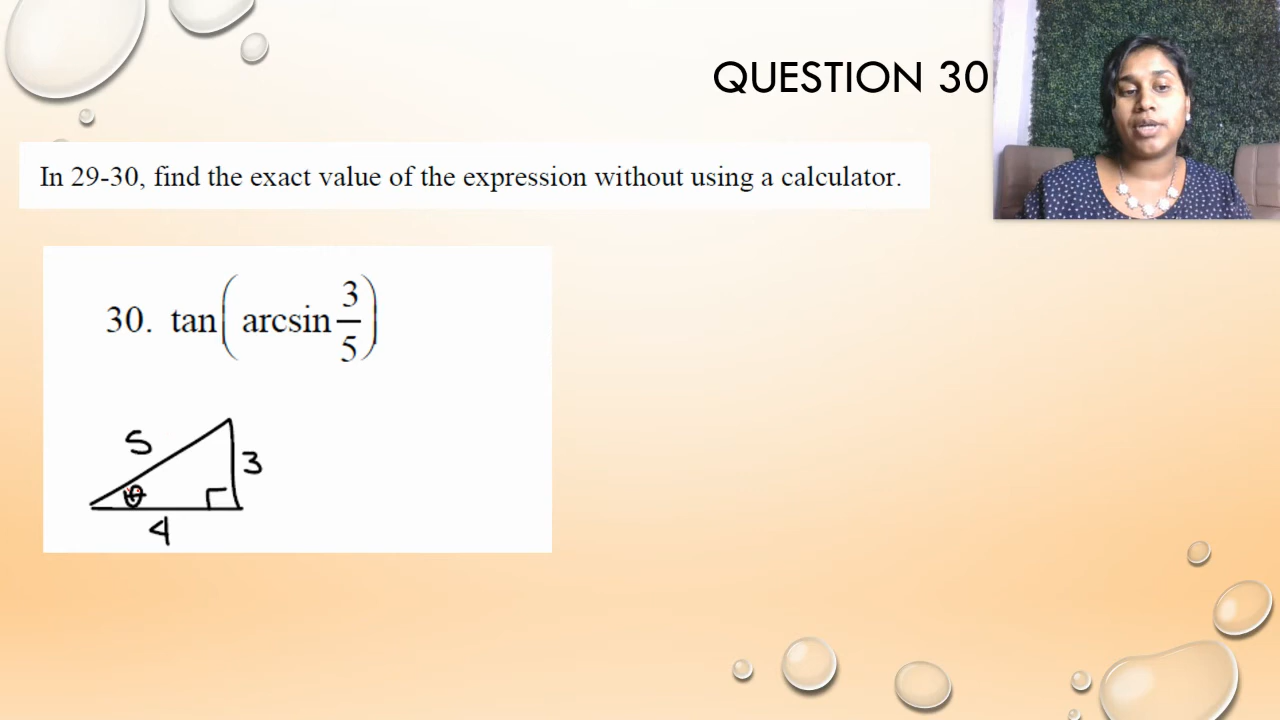 QUESTION 30
In 29-30, find the exact value of the expression without using a calculator.
30. tan(arcsin 3/5)
5
3
θ
4